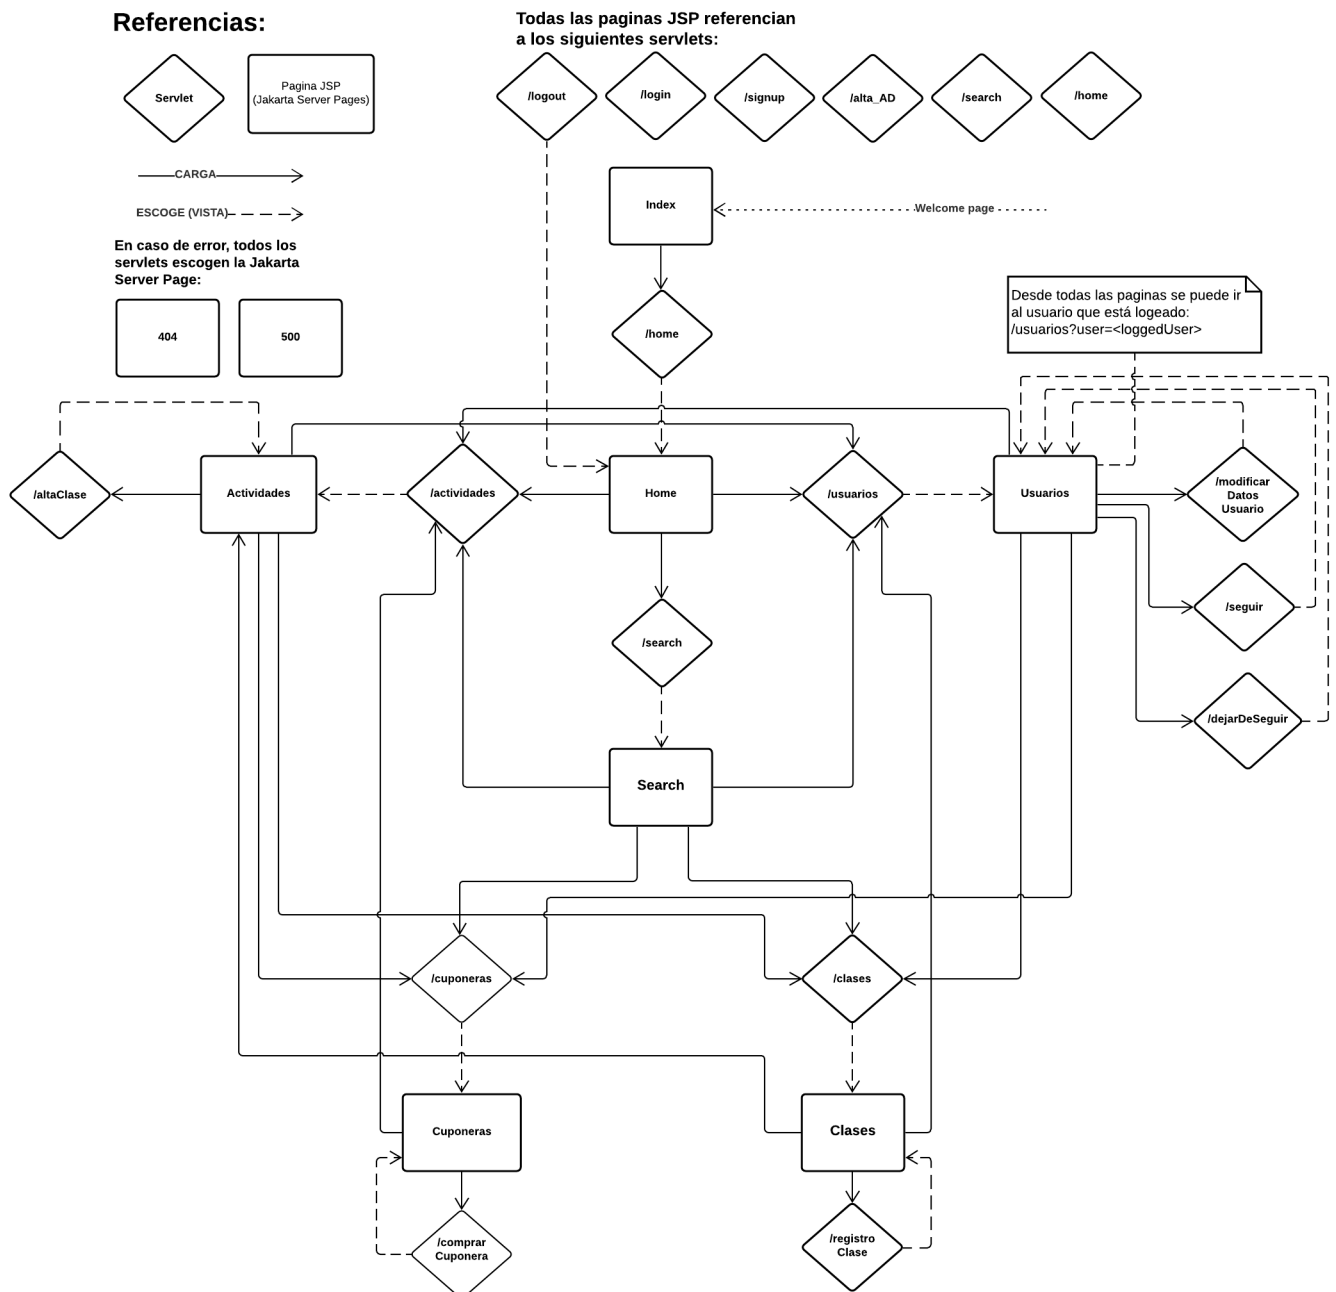 Referencias:
Todas las paginas JSP referencian
a los siguientes servlets:
Servlet
Pagina JSP
(Jakarta Server Pages)
/logout
/login
/signup
/alta_AD
/search
/home
CARGA
ESCOGE (VISTA)
Index
Welcome page
En caso de error, todos los
servlets escogen la Jakarta
Server Page:
404
500
/home
Desde todas las paginas se puede ir
al usuario que está logeado:
/usuarios?user=<loggedUser>
/altaClase
Actividades
/actividades
Home
/usuarios
Usuarios
/modificar
Datos
Usuario
/seguir
/search
/dejarDeSeguir
Search
/cuponeras
/clases
Cuponeras
Clases
/comprar
Cuponera
/registro
Clase